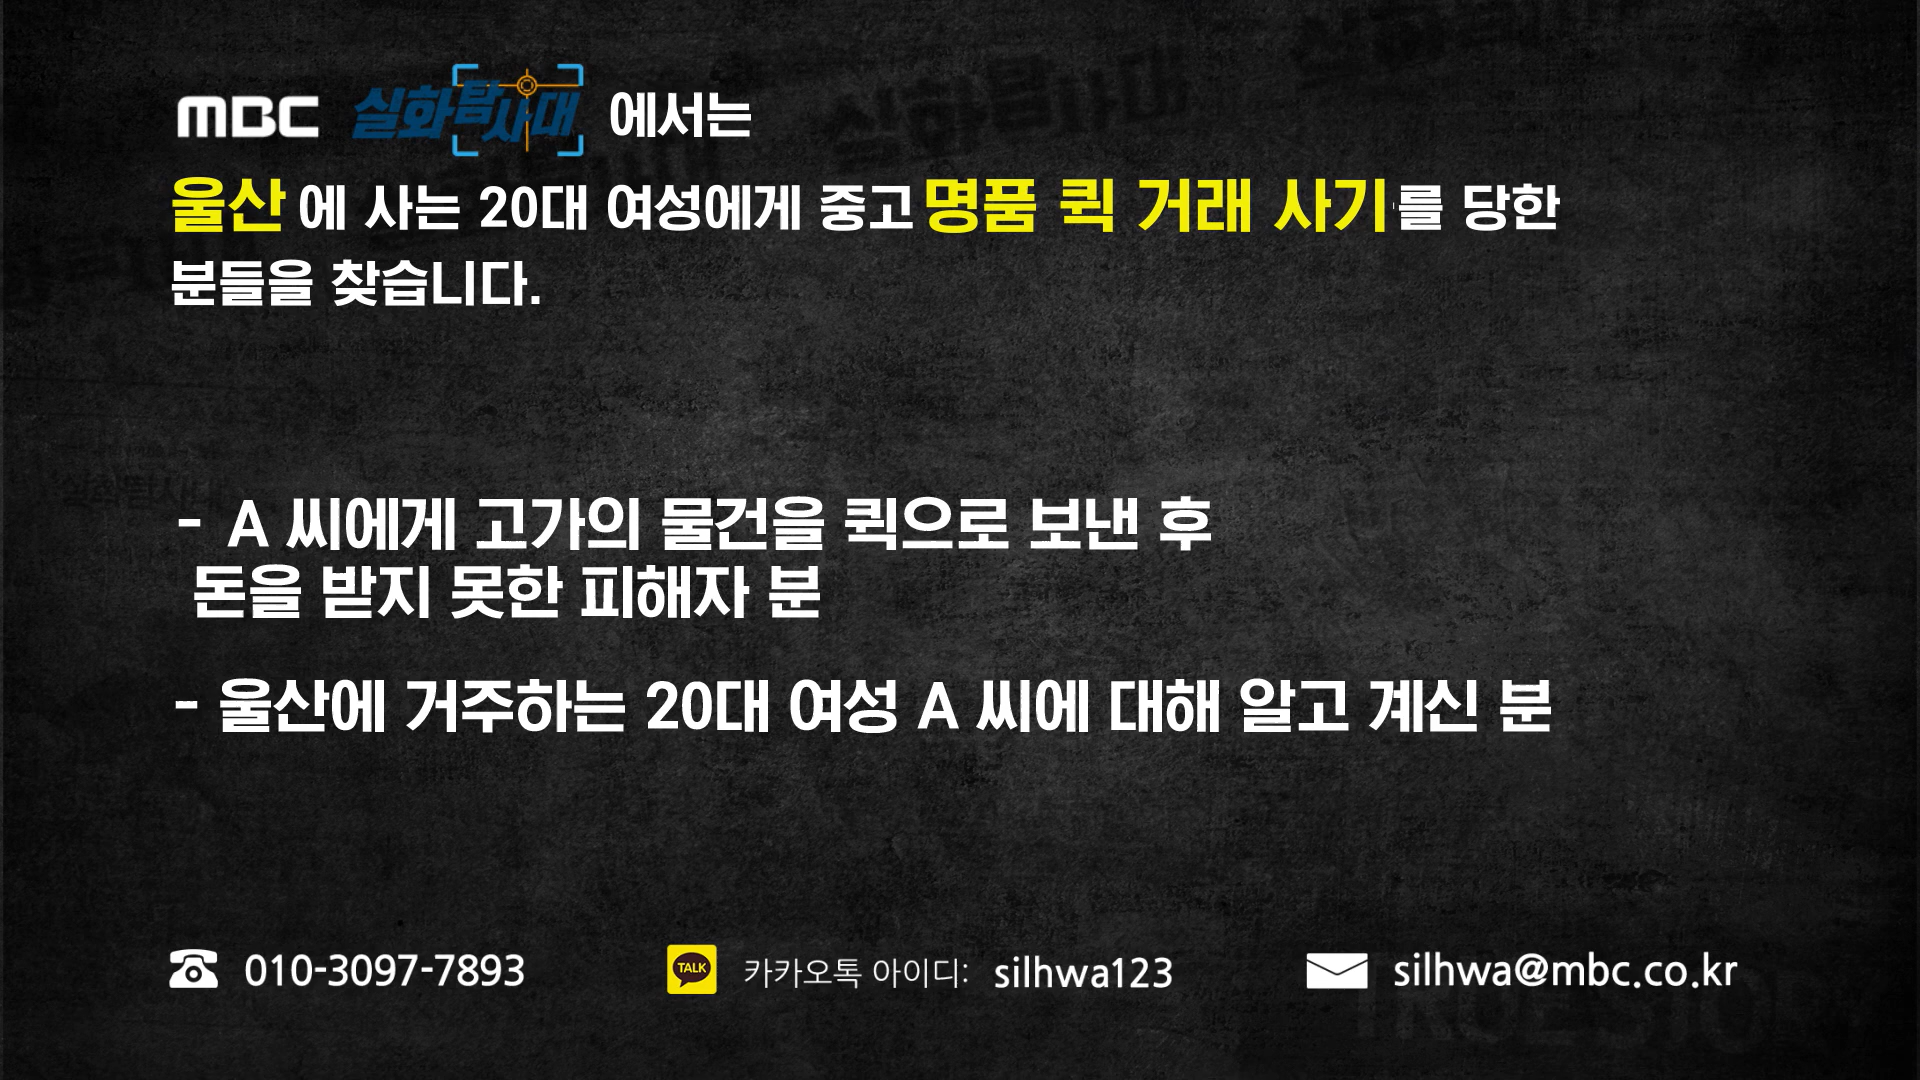 MBC 실화탐사대 에서는
울산에 사는 20대 여성에게 중고 명품 퀵 거래 사기를 당한
분들을 찾습니다.
- A 씨에게 고가의 물건을 퀵으로 보낸 후
돈을 받지 못한 피해자 분
- 울산에 거주하는 20대 여성 A 씨에 대해 알고 계신 분
010-3097-7893
TALK 카카오톡 아이디: silhwa123
silhwa@mbc.co.kr